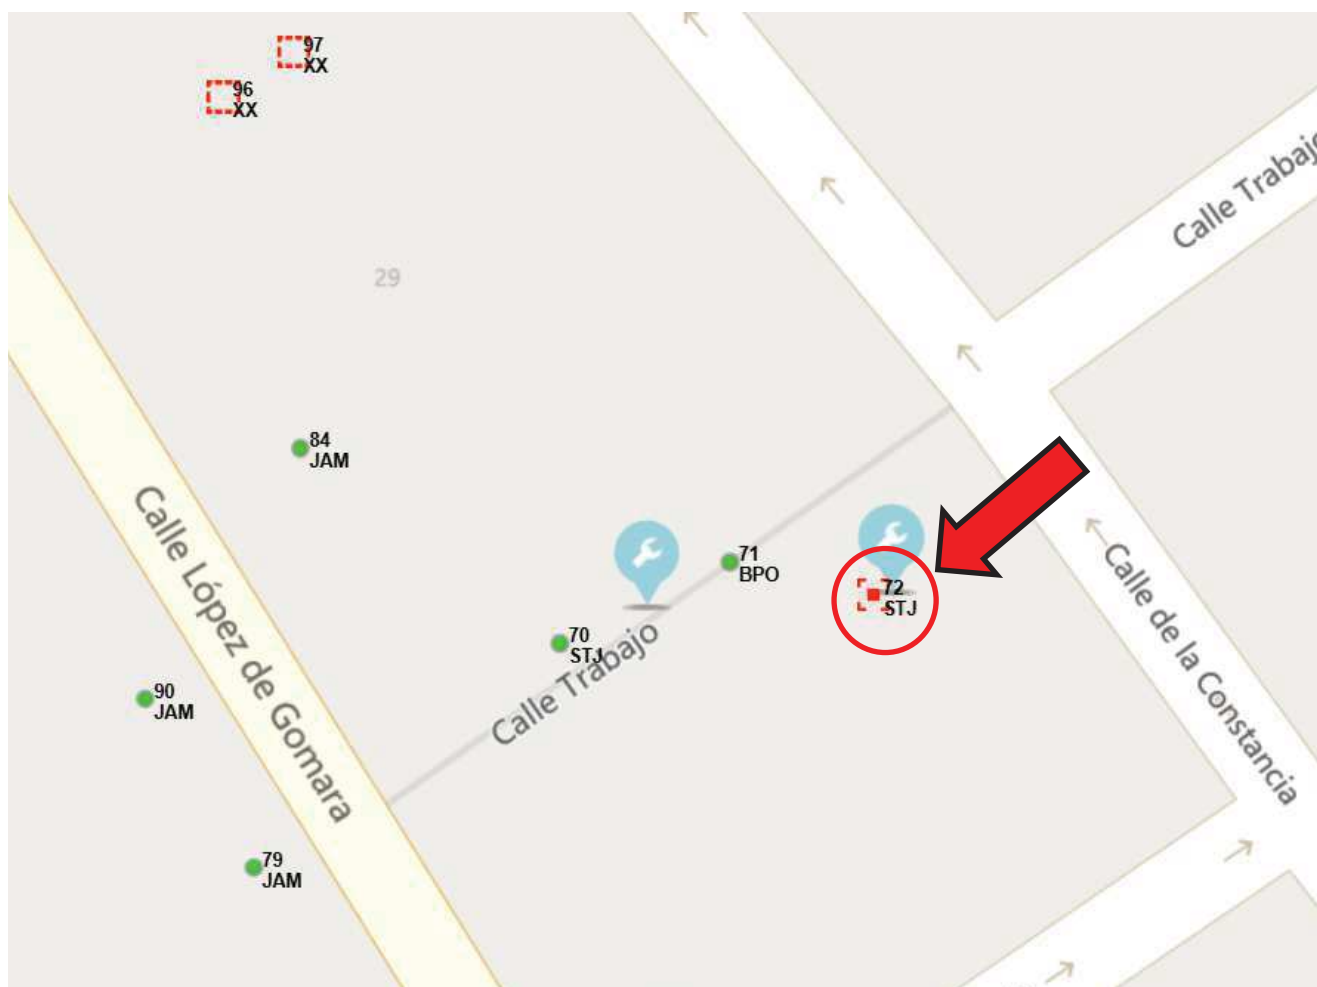 97
XX
96
XX
Calle Trabajo
29
84
JAM
71
BPO
72
STJ
70
STJ
Calle Trabajo
90
JAM
Calle López de Gomara
Calle de la Constancia
79
JAM